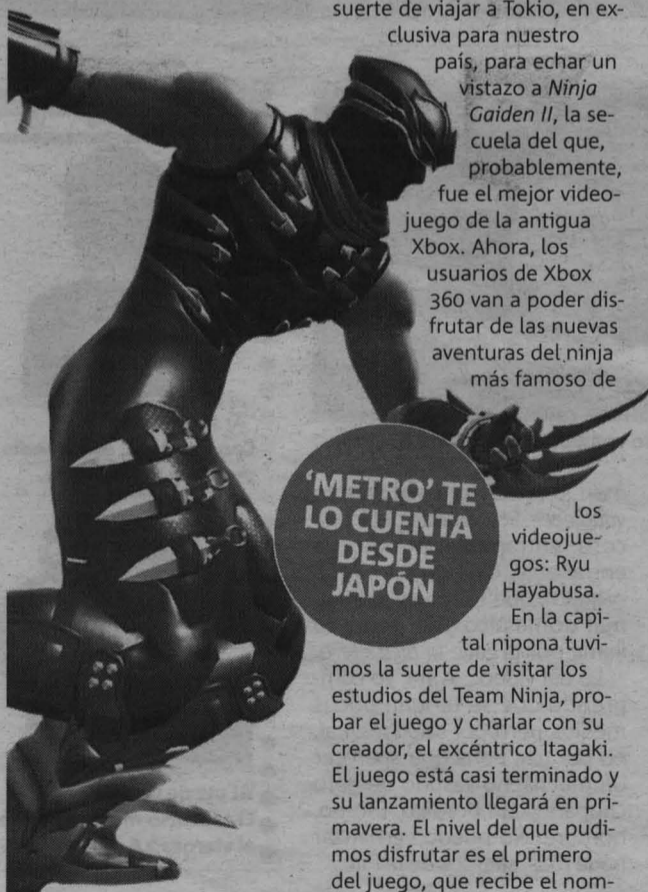 suerte de viajar a Tokio, en ex-
clusiva para nuestro
país, para echar un
vistazo a Ninja
Gaiden II, la se-
cuela del que,
probablemente,
fue el mejor video-
juego de la antigua
Xbox. Ahora, los
usuarios de Xbox
360 van a poder dis-
frutar de las nuevas
aventuras del ninja
más famoso de
los
videojue-
gos: Ryu
Hayabusa.
En la capi-
tal nipona tuvi-
mos la suerte de visitar los
estudios del Team Ninja, pro-
bar el juego y charlar con su
creador, el excéntrico Itagaki.
El juego está casi terminado y
su lanzamiento llegará en pri-
mavera. El nivel del que pudi-
mos disfrutar es el primero
del juego, que recibe el nom-
'METRO' TE
LO CUENTA
DESDE
JAPÓN